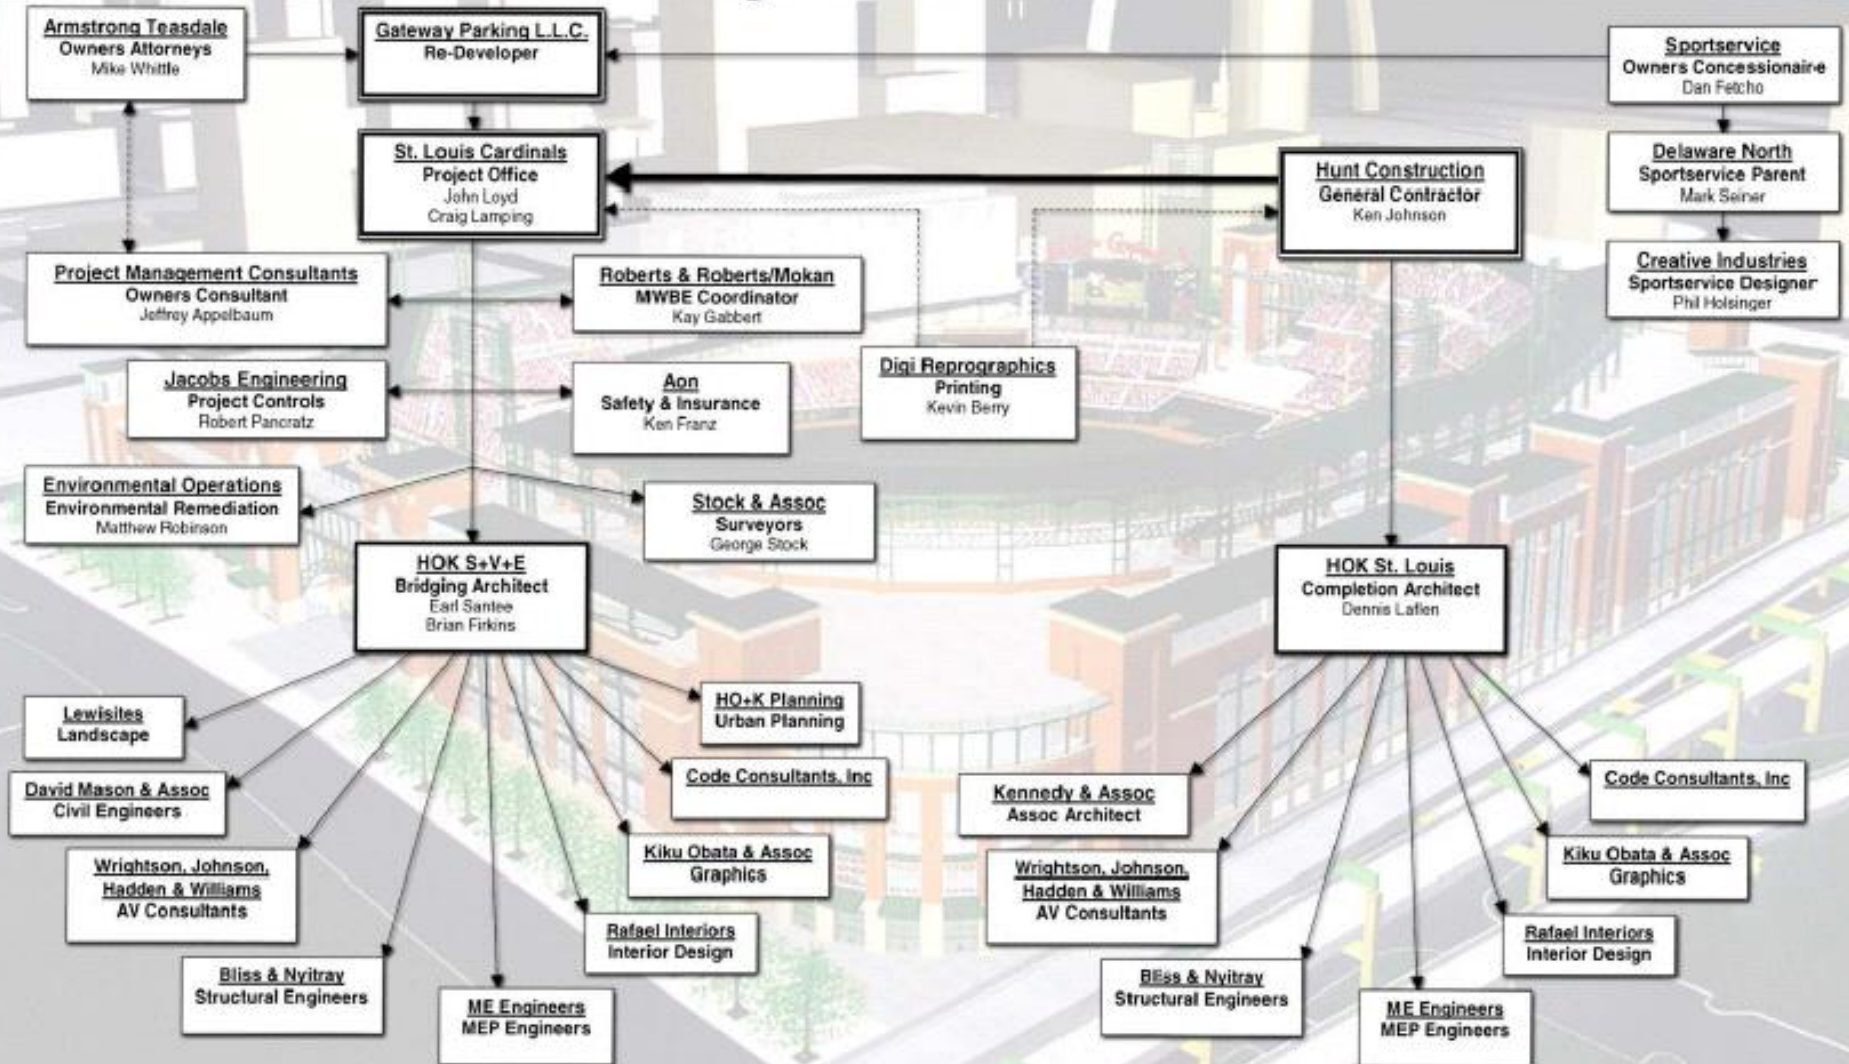 Armstrong Teasdale
Owners Attorneys
Mike Whittle
Gateway Parking L.L.C.
Re-Developer
Sportservice
Owners Concessionaire
Dan Fetcho
St. Louis Cardinals
Project Office
John Loyd
Craig Lamping
Hunt Construction
General Contractor
Ken Johnson
Delaware North
Sportservice Parent
Mark Seiner
Project Management Consultants
Owners Consultant
Jeffrey Appelbaum
Roberts & Roberts/Mokan
MWBE Coordinator
Kay Gabbert
Creative Industries
Sportservice Designer
Phil Holsinger
Jacobs Engineering
Project Controls
Robert Pancratz
Aon
Safety & Insurance
Ken Franz
Digi Reprographics
Printing
Kevin Berry
Environmental Operations
Environmental Remediation
Matthew Robinson
Stock & Assoc
Surveyors
George Stock
HOK S+V+E
Bridging Architect
Earl Santee
Brian Firkins
HOK St. Louis
Completion Architect
Dennis Laflen
Lewisites
Landscape
HO+K Planning
Urban Planning
David Mason & Assoc
Civil Engineers
Code Consultants, Inc
Kennedy & Assoc
Assoc Architect
Code Consultants, Inc
Wrightson, Johnson,
Hadden & Williams
AV Consultants
Kiku Obata & Assoc
Graphics
Wrightson, Johnson,
Hadden & Williams
AV Consultants
Kiku Obata & Assoc
Graphics
Rafael Interiors
Interior Design
Rafael Interiors
Interior Design
Bliss & Nyitray
Structural Engineers
Bliss & Nyitray
Structural Engineers
ME Engineers
MEP Engineers
ME Engineers
MEP Engineers